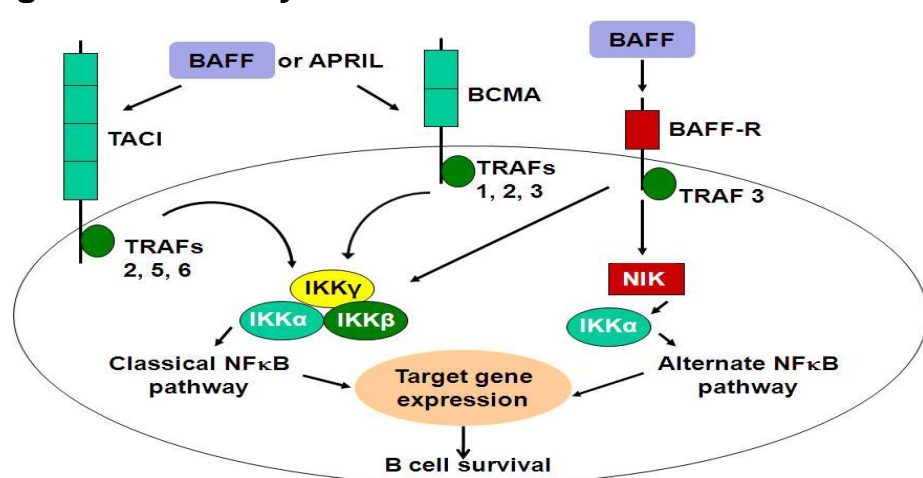 BAFF or APRIL
BAFF
TACI
BCMA
BAFF-R
TRAFs
1, 2, 3
TRAF 3
TRAFs
2, 5, 6
IKKγ
IKKα
IKKβ
NIK
IKKα
Classical NFκB
pathway
Target gene
expression
Alternate NFκB
pathway
B cell survival